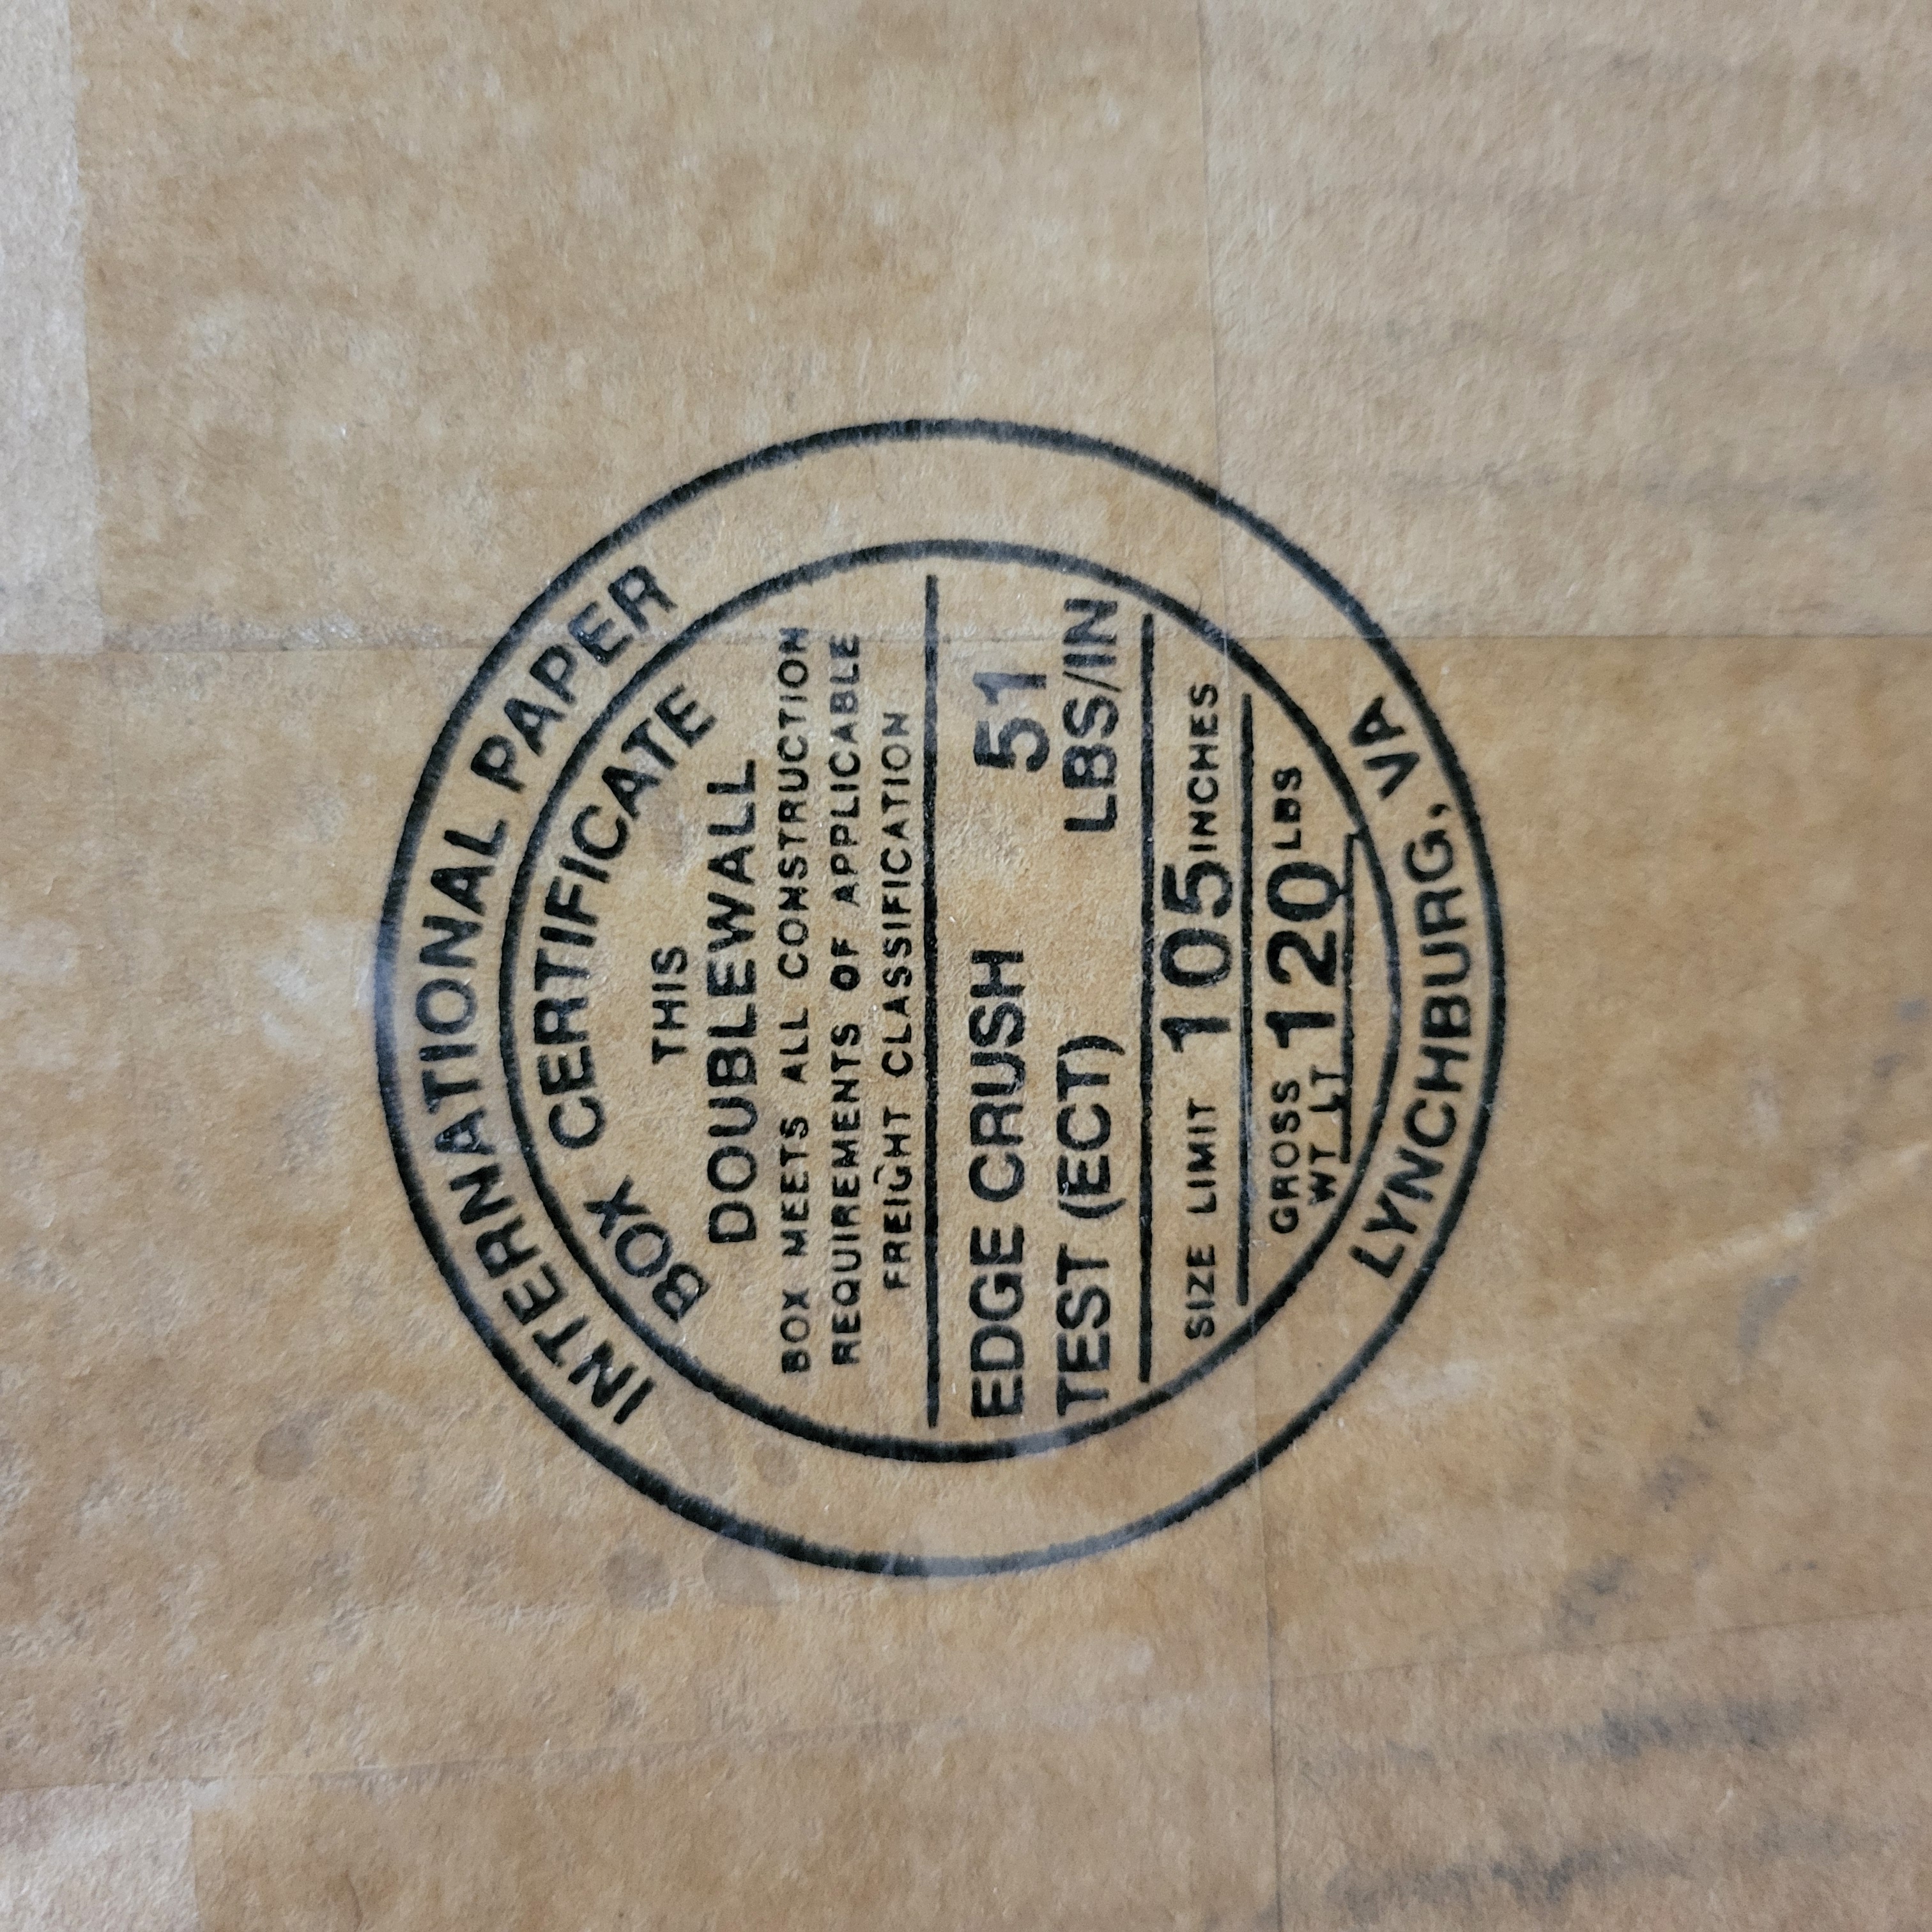 INTERNATIONAL PAPER
BOX CERTIFICATE
THIS
DOUBLEWALL
BOX MEETS ALL CONSTRUCTION
REQUIREMENTS OF APPLICABLE
FREIGHT CLASSIFICATION
EDGE CRUSH 51
TEST (ECT) LBS/IN
SIZE LIMIT 105 INCHES
GROSS 120 LBS
WT LT
LYNCHBURG, VA